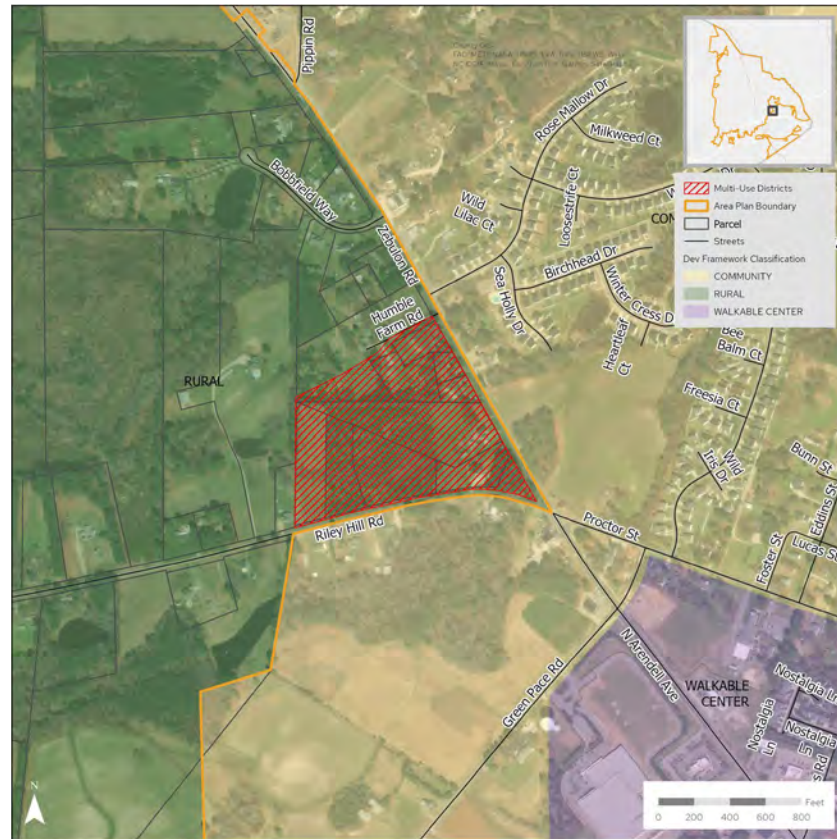 Pippin Rd
Rose Mallow Dr
Milkweed Ct
Bobbfield Way
Wild
Lilac Ct
Loosestrife Ct
Zebulon Rd
Birchhead Dr
Sea Holly Dr
Winter Cress D
Humble
Farm Rd
Heartleaf
Ct
Bee
Balm Ct
RURAL
Freesia Ct
Wild
Iris Dr
Bunn St
Eddins St
Riley Hill Rd
Proctor St
Foster St
Lucas St
Green Pace Rd
N Arendell Ave
WALKABLE
CENTER
Nostalgia Ln
Nostalgia
Ln
Nostalgia
Ln
s Rd
COM
Multi-Use Districts
Area Plan Boundary
Parcel
Streets
Dev Framework Classification
COMMUNITY
RURAL
WALKABLE CENTER
N
Feet
0 200 400 600 800